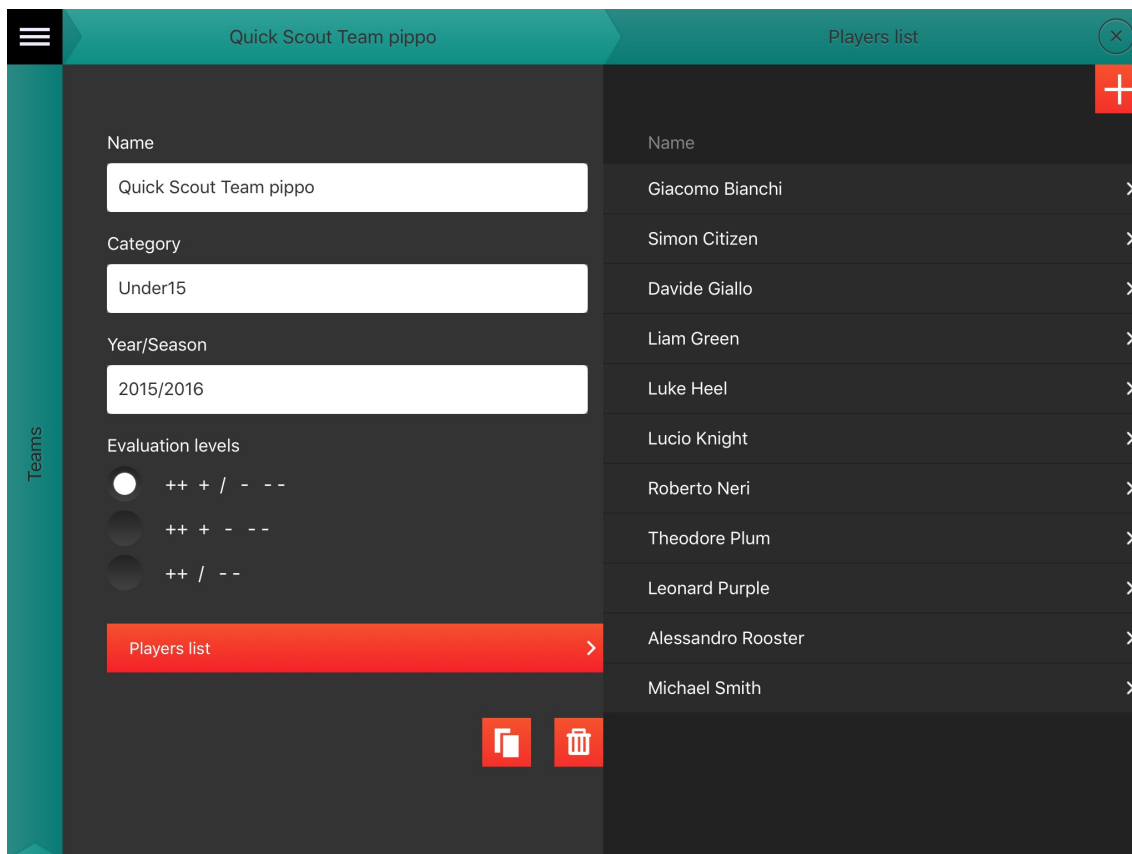 Quick Scout Team pippo
Players list
Teams
Name
Quick Scout Team pippo
Category
Under15
Year/Season
2015/2016
Evaluation levels
++ + / - --
++ + - --
++ / --
Players list
Name
Giacomo Bianchi
Simon Citizen
Davide Giallo
Liam Green
Luke Heel
Lucio Knight
Roberto Neri
Theodore Plum
Leonard Purple
Alessandro Rooster
Michael Smith